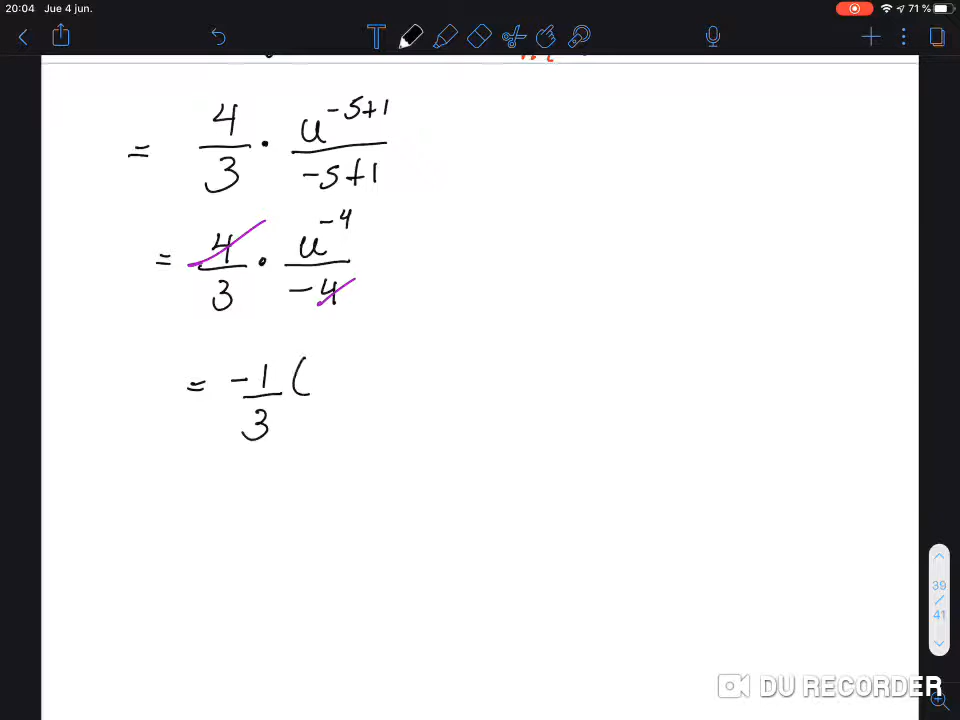 20:04 Jue 4 jun. 71 %
= 4/3 · u^(-5+1)/(-5+1)
= 4/3 · u^(-4)/(-4)
= -1/3 (
39
/
41
DU RECORDER